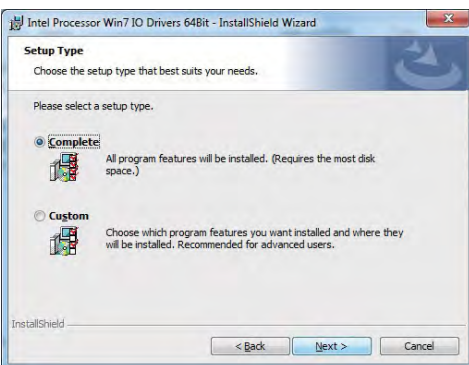 Intel Processor Win7 IO Drivers 64Bit - InstallShield Wizard
Setup Type
Choose the setup type that best suits your needs.
Please select a setup type.
Complete
All program features will be installed. (Requires the most disk
space.)
Custom
Choose which program features you want installed and where they
will be installed. Recommended for advanced users.
InstallShield
< Back
Next >
Cancel